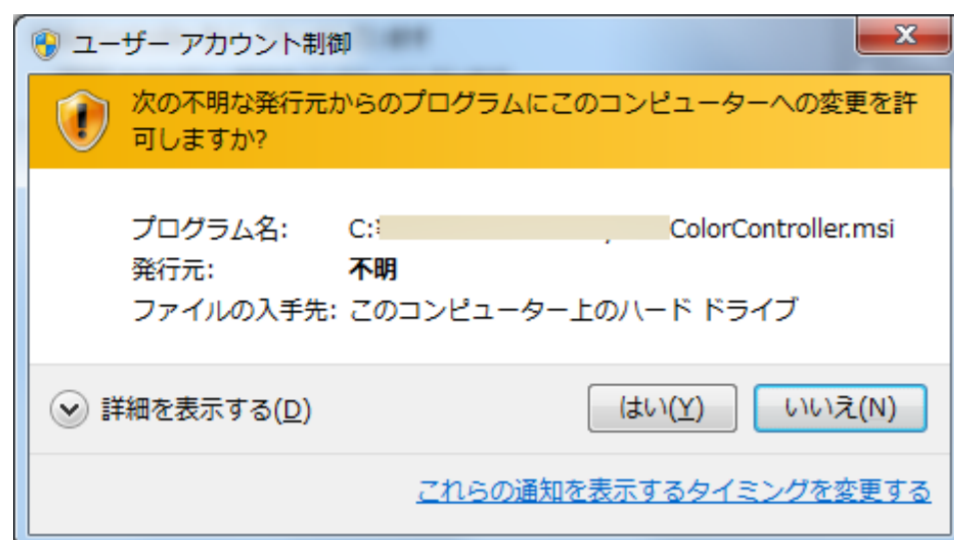 ユーザー アカウント制御
次の不明な発行元からのプログラムにこのコンピューターへの変更を許
可しますか?
プログラム名: C:¥ ColorController.msi
発行元: 不明
ファイルの入手先: このコンピューター上のハード ドライブ
詳細を表示する(D)
はい(Y)
いいえ(N)
これらの通知を表示するタイミングを変更する